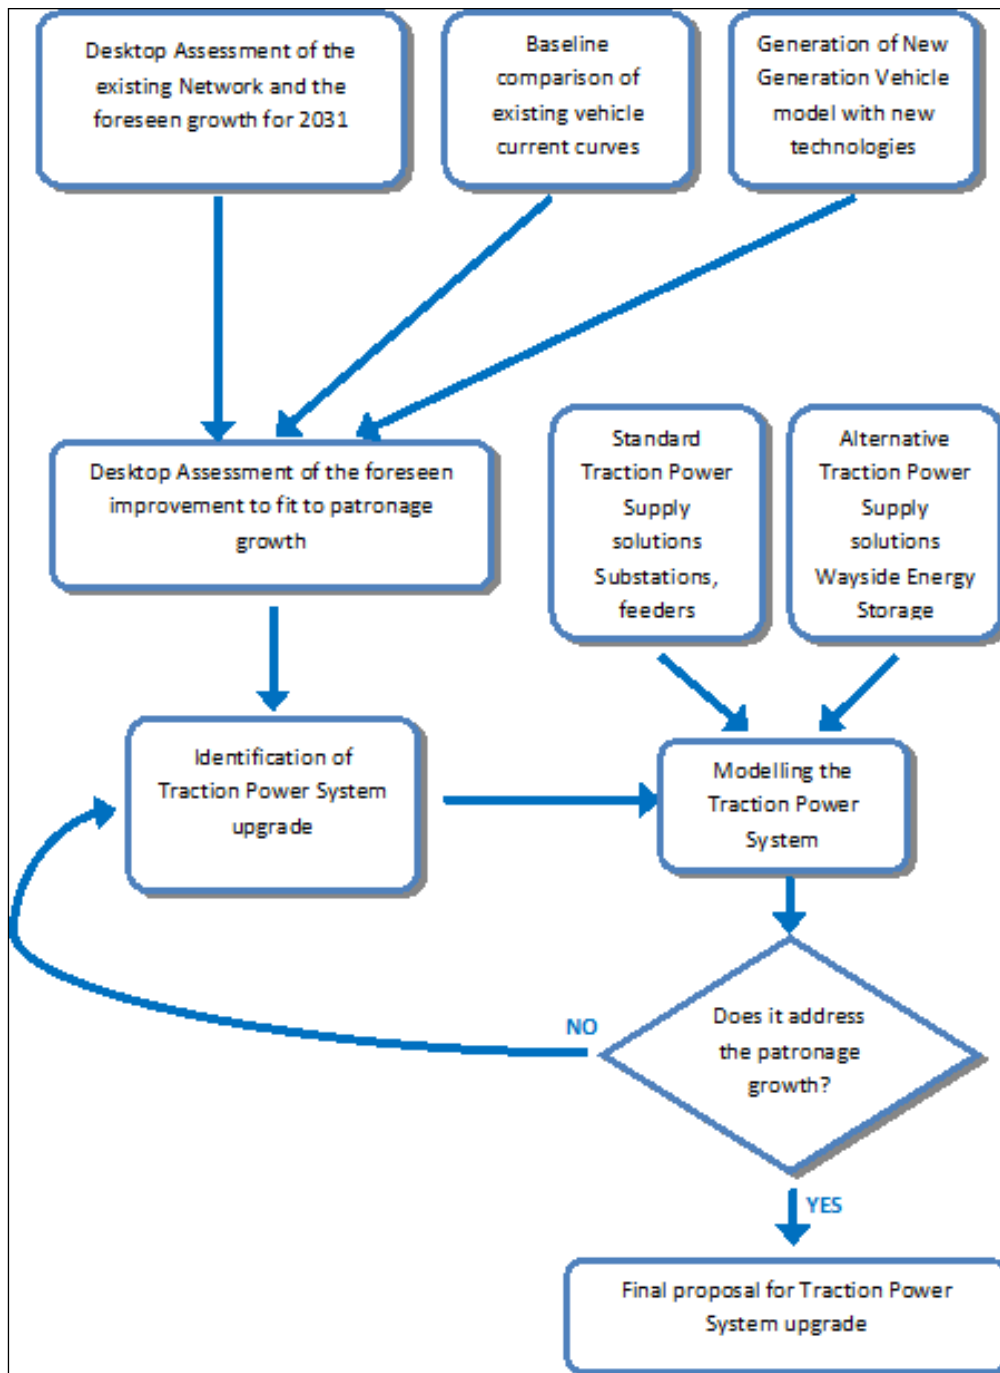 Desktop Assessment of the
existing Network and the
foreseen growth for 2031
Baseline
comparison of
existing vehicle
current curves
Generation of New
Generation Vehicle
model with new
technologies
Desktop Assessment of the foreseen
improvement to fit to patronage
growth
Standard
Traction Power
Supply
solutions
Substations,
feeders
Alternative
Traction Power
Supply
solutions
Wayside Energy
Storage
Identification of
Traction Power System
upgrade
Modelling the
Traction Power
System
Does it address
the patronage
growth?
NO
YES
Final proposal for Traction Power
System upgrade